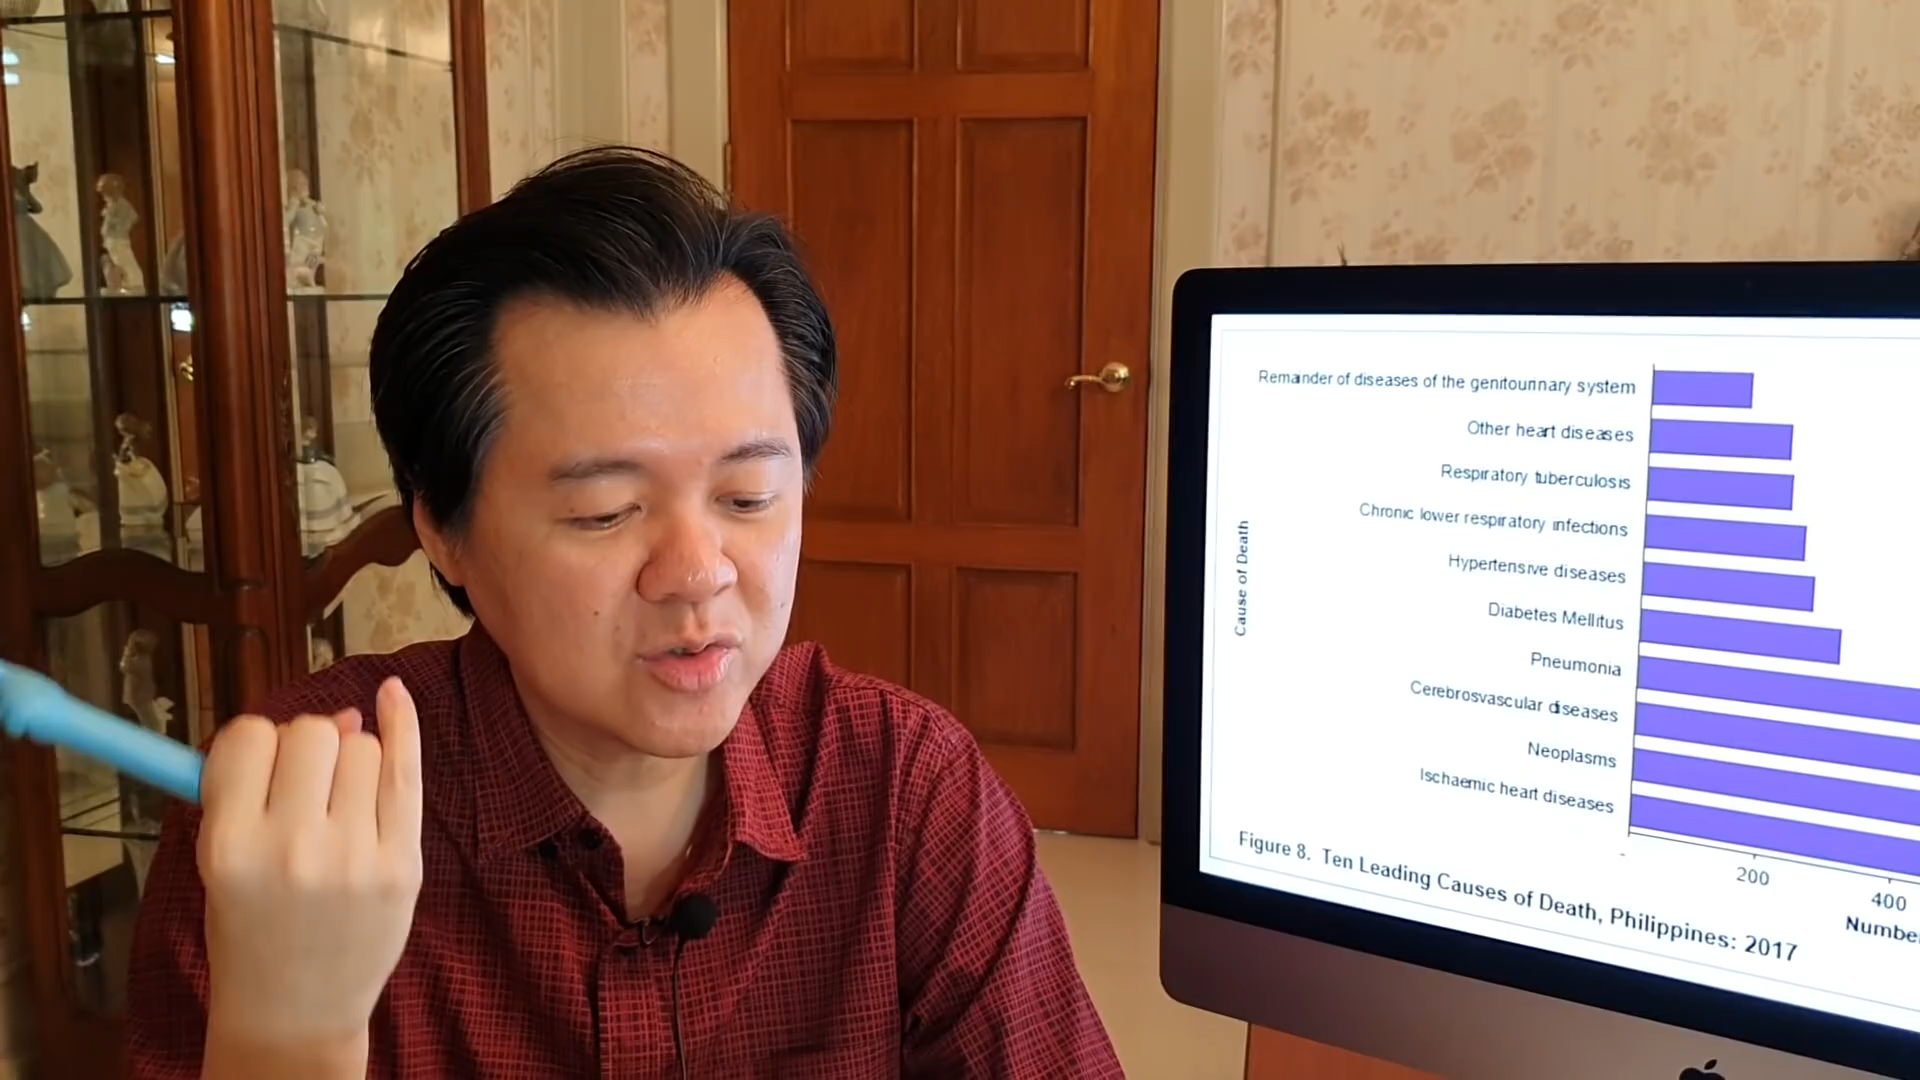 Remainder of diseases of the genitourinary system
Other heart diseases
Respiratory tuberculosis
Chronic lower respiratory infections
Hypertensive diseases
Diabetes Mellitus
Pneumonia
Cerebrosvascular diseases
Neoplasms
Ischaemic heart diseases
Cause of Death
-
200
400
Numbe
Figure 8. Ten Leading Causes of Death, Philippines: 2017